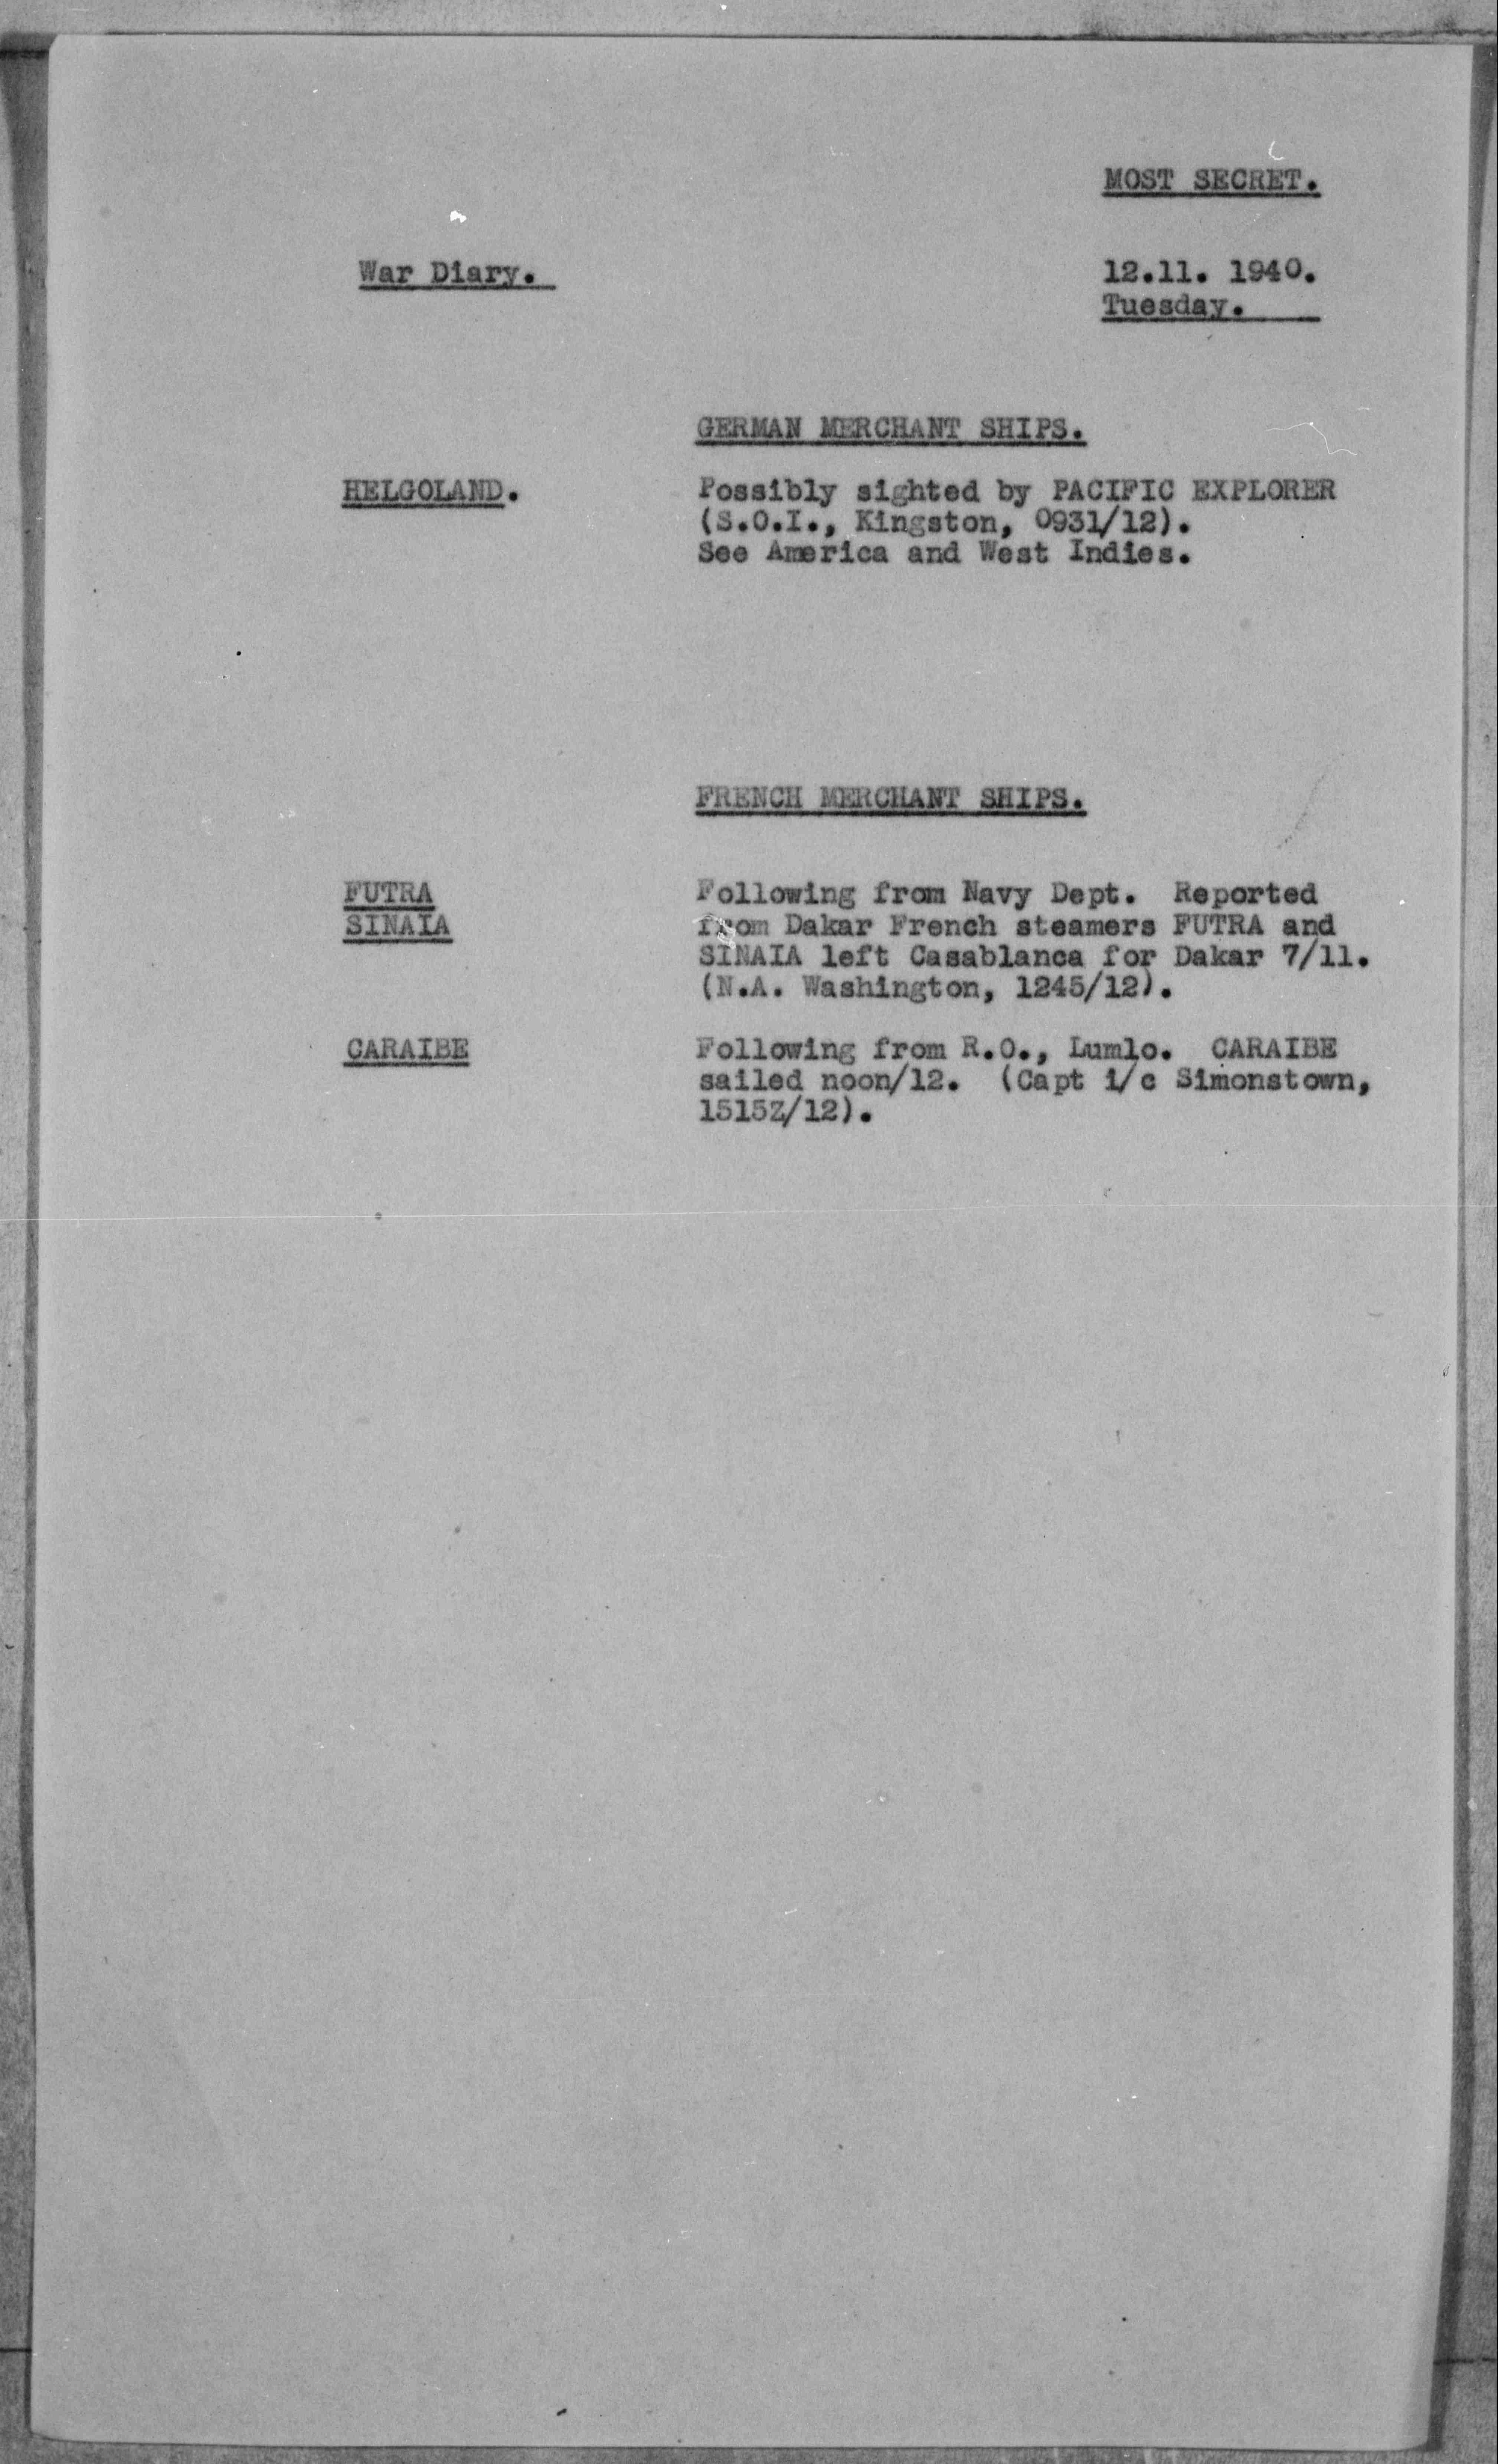 MOST SECRET.
War Diary.
12.11. 1940.
Tuesday.
GERMAN MERCHANT SHIPS.
HELGOLAND.
Possibly sighted by PACIFIC EXPLORER
(S.O.I., Kingston, 0931/12).
See America and West Indies.
FRENCH MERCHANT SHIPS.
FUTRA
SINAIA
Following from Navy Dept. Reported
from Dakar French steamers FUTRA and
SINAIA left Casablanca for Dakar 7/11.
(N.A. Washington, 1245/12).
CARAIBE
Following from R.O., Lumlo. CARAIBE
sailed noon/12. (Capt i/c Simonstown,
1515Z/12).